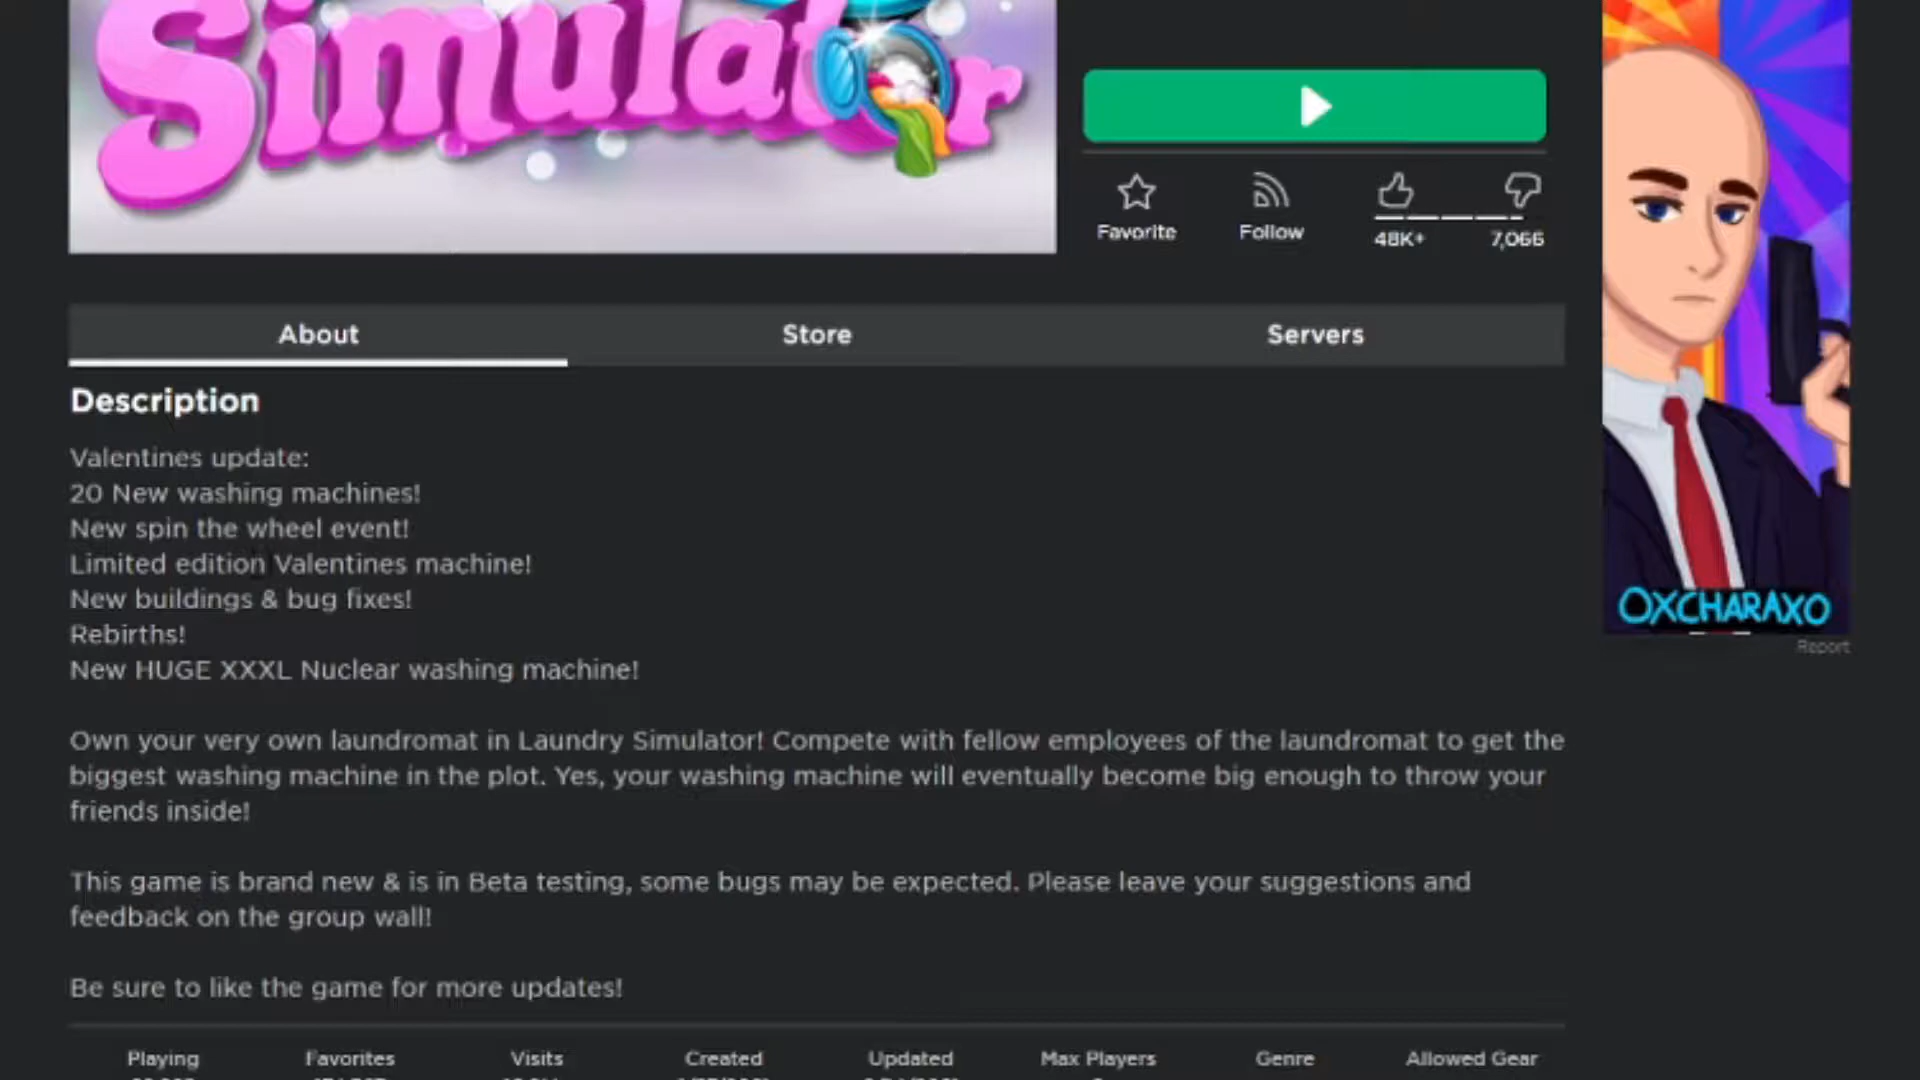 Simulator
Favorite
Follow
48K+
7,066
About
Store
Servers
Description
Valentines update:
20 New washing machines!
New spin the wheel event!
Limited edition Valentines machine!
New buildings & bug fixes!
Rebirths!
New HUGE XXXL Nuclear washing machine!
OXCHARAXO
Report
Own your very own laundromat in Laundry Simulator! Compete with fellow employees of the laundromat to get the
biggest washing machine in the plot. Yes, your washing machine will eventually become big enough to throw your
friends inside!
This game is brand new & is in Beta testing, some bugs may be expected. Please leave your suggestions and
feedback on the group wall!
Be sure to like the game for more updates!
Playing
Favorites
Visits
Created
Updated
Max Players
Genre
Allowed Gear